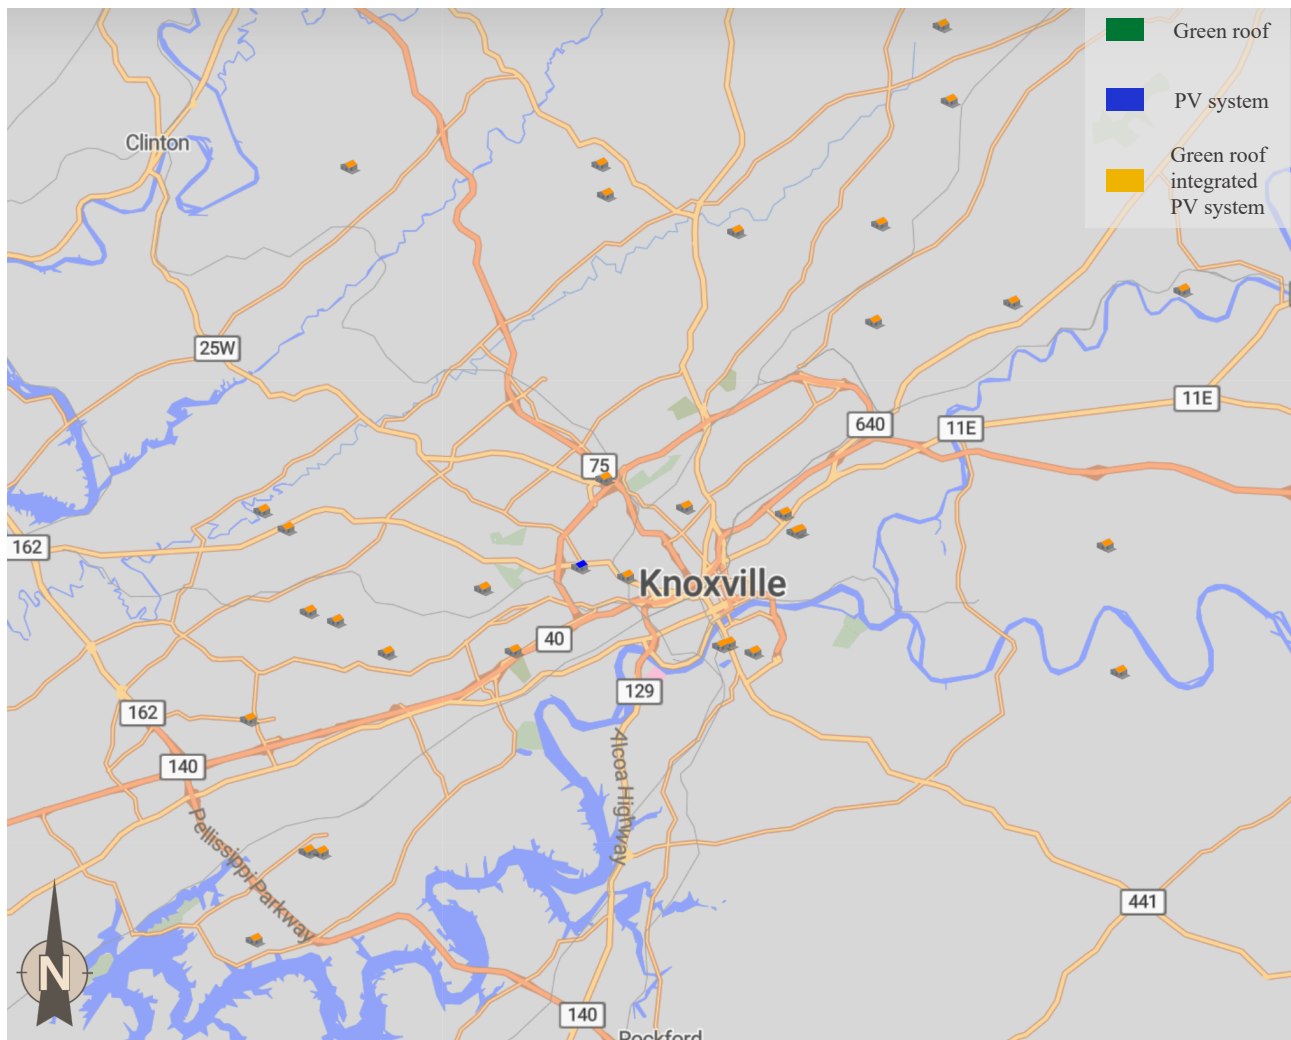 Green roof
PV system
Green roof
integrated
PV system
Clinton
25W
11E
640
11E
75
162
Knoxville
40
129
162
140
Alcoa Highway
Pellissippi Parkway
441
N
140
Rockford